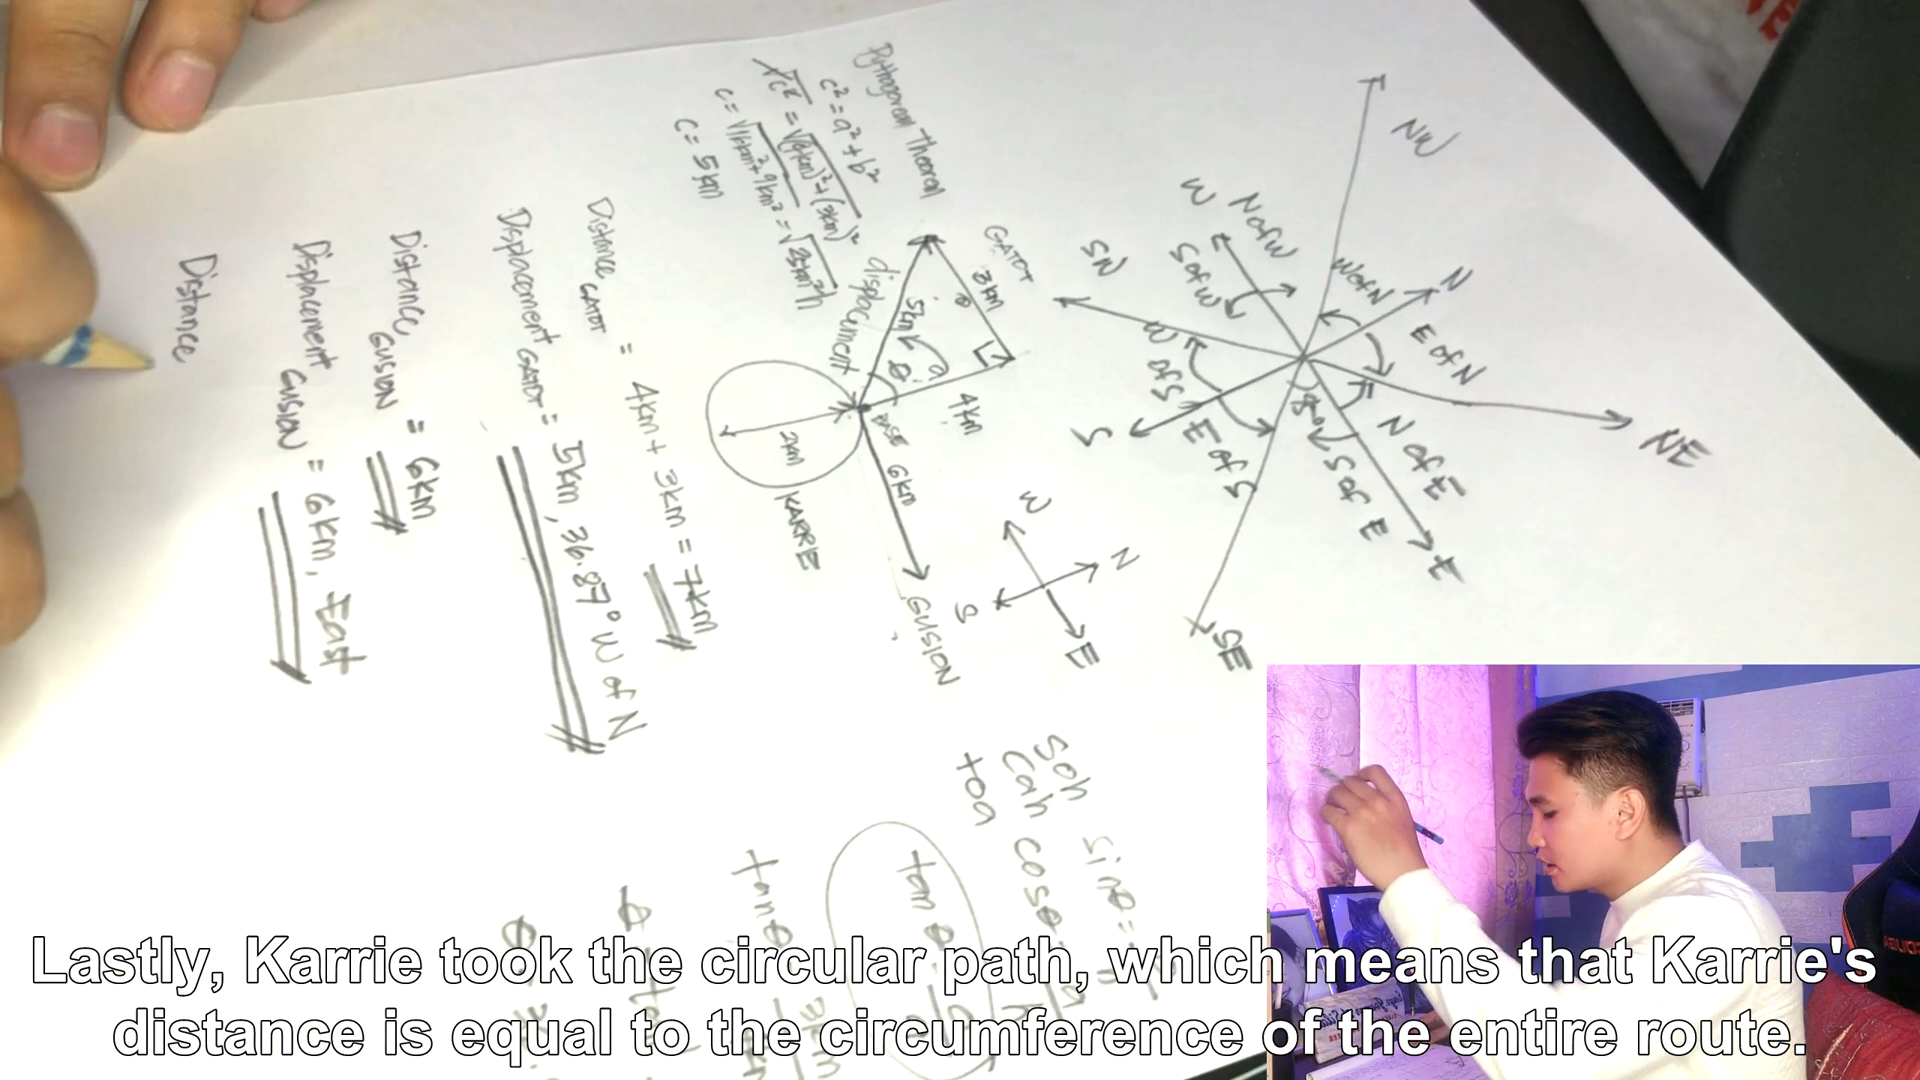 Pythagorean Theorem
c² = a² + b²
√c² = √(4km)² + (3km)²
c = √16km² + 9km² = √25km²
c = 5km
GATOT
3km
4km
5km
θ
displacement
BASE
6km
GUSION
2km
KARRIE
W
N
S
E
NW
W
N of W
S of W
W of N
N
E of N
SW
W of S
S
E of S
N of E
S of E
E
NE
90°
SE
Distance GATOT = 4km + 3km = 7km
Displacement GATOT = 5km, 36.87° W of N
Distance GUSION = 6km
Displacement GUSION = 6km, East
Distance
soh
cah
toa
tan θ
Lastly, Karrie took the circular path, which means that Karrie's
distance is equal to the circumference of the entire route.